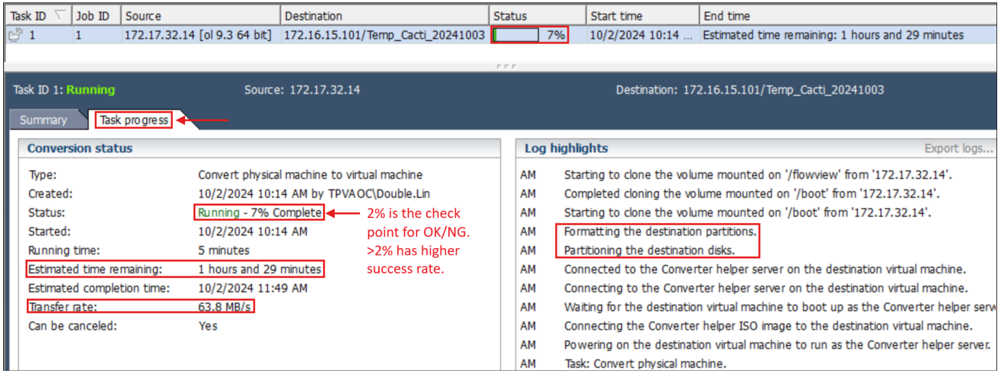 Task ID Job ID Source Destination Status Start time End time
1 1 172.17.32.14 [ol 9.3 64 bit] 172.16.15.101/Temp_Cacti_20241003 7% 10/2/2024 10:14 ... Estimated time remaining: 1 hours and 29 minutes
Task ID 1: Running Source: 172.17.32.14 Destination: 172.16.15.101/Temp_Cacti_20241003
Summary Task progress
Conversion status
Type: Convert physical machine to virtual machine
Created: 10/2/2024 10:14 AM by TPVAOC\Double.Lin
Status: Running - 7% Complete
Started: 10/2/2024 10:14 AM
Running time: 5 minutes
Estimated time remaining: 1 hours and 29 minutes
Estimated completion time: 10/2/2024 11:49 AM
Transfer rate: 63.8 MB/s
Can be canceled: Yes
2% is the check
point for OK/NG.
>2% has higher
success rate.
Log highlights Export logs...
AM Starting to clone the volume mounted on '/flowview' from '172.17.32.14'.
AM Completed cloning the volume mounted on '/boot' from '172.17.32.14'.
AM Starting to clone the volume mounted on '/boot' from '172.17.32.14'.
AM Formatting the destination partitions.
AM Partitioning the destination disks.
AM Connected to the Converter helper server on the destination virtual machine.
AM Connecting to the Converter helper server on the destination virtual machine.
AM Waiting for the destination virtual machine to boot up as the Converter helper serv
AM Connecting the Converter helper ISO image to the destination virtual machine.
AM Powering on the destination virtual machine to run as the Converter helper server.
AM Task: Convert physical machine.